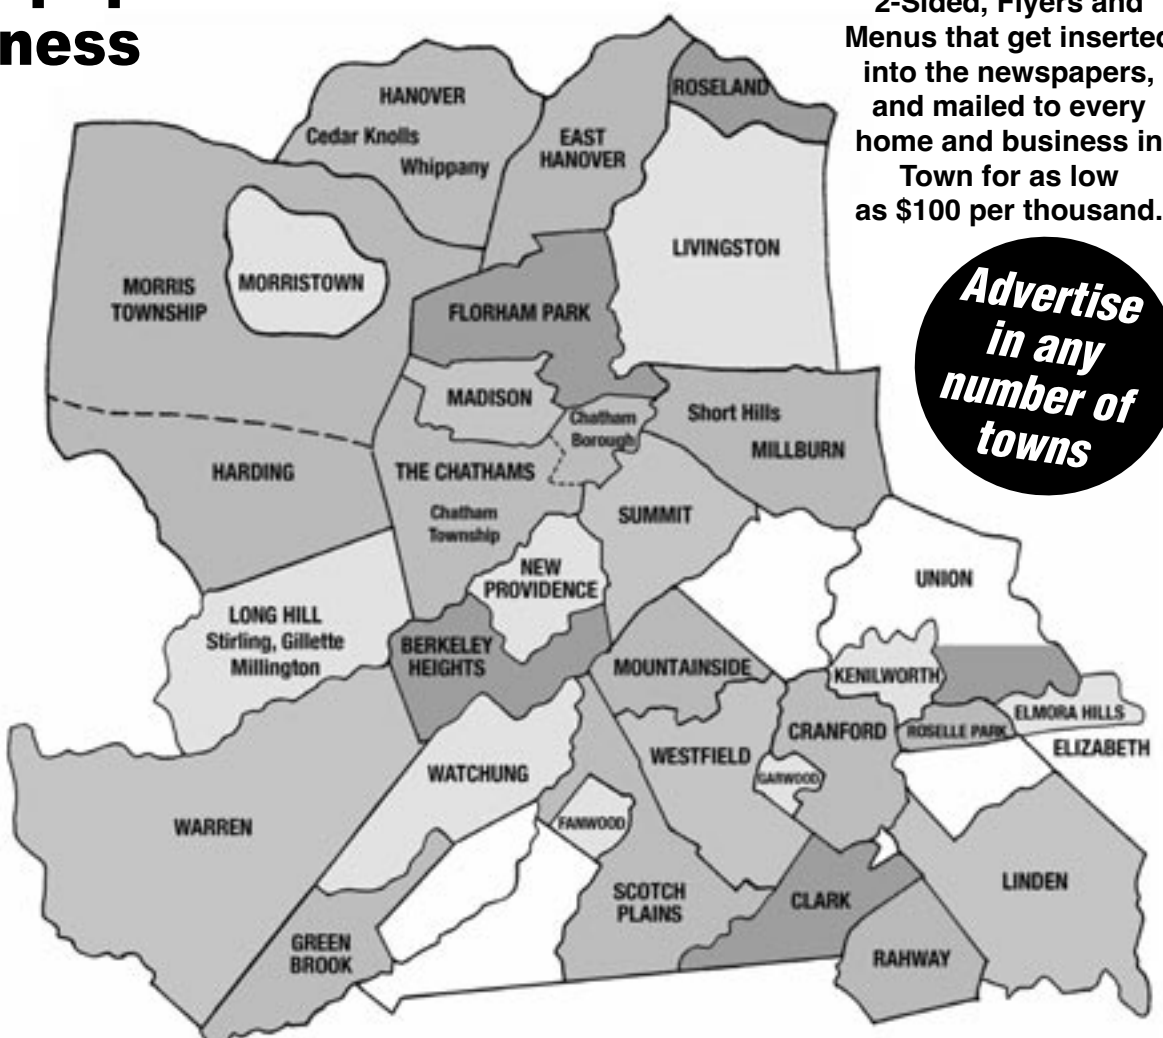 ness
2-Sided, Flyers and
Menus that get inserted
into the newspapers,
and mailed to every
home and business in
Town for as low
as $100 per thousand.
Advertise
in any
number of
towns
HANOVER
Cedar Knolls
Whippany
EAST
HANOVER
ROSELAND
LIVINGSTON
MORRIS
TOWNSHIP
MORRISTOWN
FLORHAM PARK
MADISON
Chatham
Borough
Short Hills
MILLBURN
HARDING
THE CHATHAMS
Chatham
Township
SUMMIT
NEW
PROVIDENCE
UNION
LONG HILL
Stirling, Gillette
Millington
BERKELEY
HEIGHTS
MOUNTAINSIDE
KENILWORTH
ELMORA HILLS
ROSELLE PARK
ELIZABETH
CRANFORD
WESTFIELD
GARWOOD
WATCHUNG
WARREN
FANWOOD
SCOTCH
PLAINS
CLARK
LINDEN
GREEN
BROOK
RAHWAY